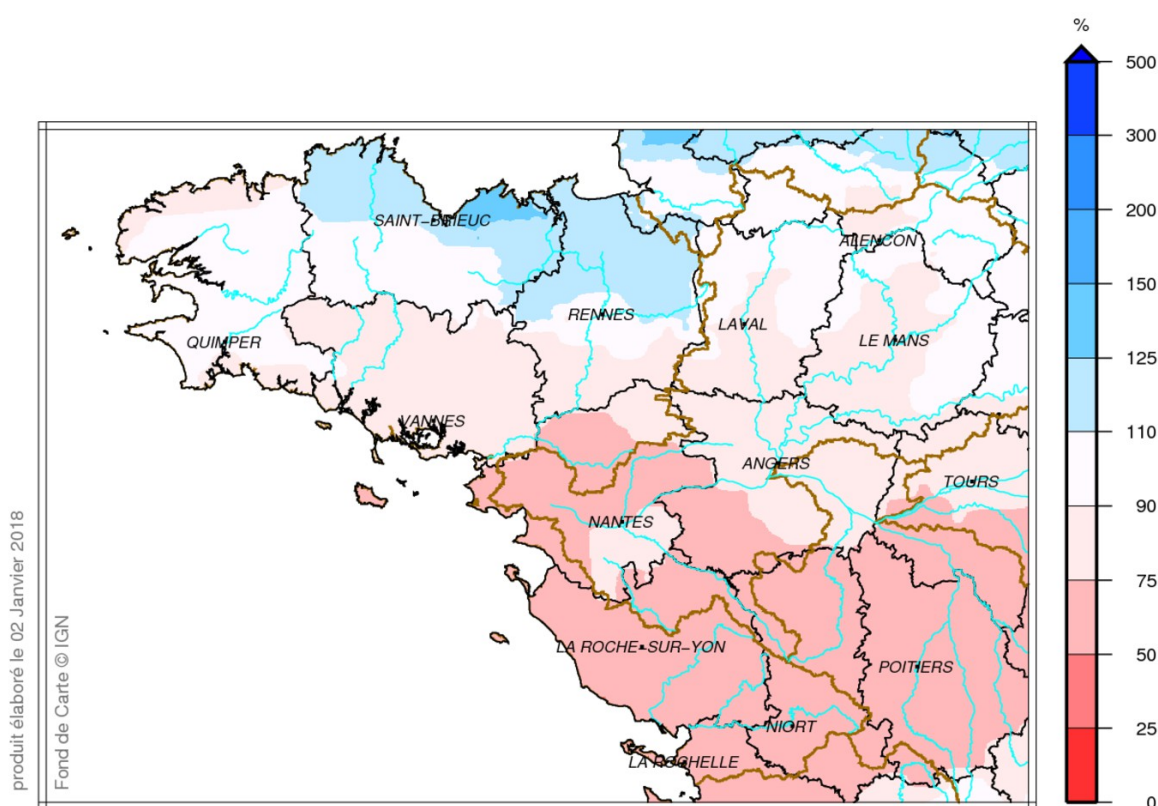 %
500
300
200
150
125
110
90
75
50
25
0
SAINT-BRIEUC
ALENCON
RENNES
LAVAL
LE MANS
QUIMPER
VANNES
ANGERS
TOURS
NANTES
LA ROCHE-SUR-YON
POITIERS
NIORT
LA ROCHELLE
produit élaboré le 02 Janvier 2018
Fond de Carte © IGN